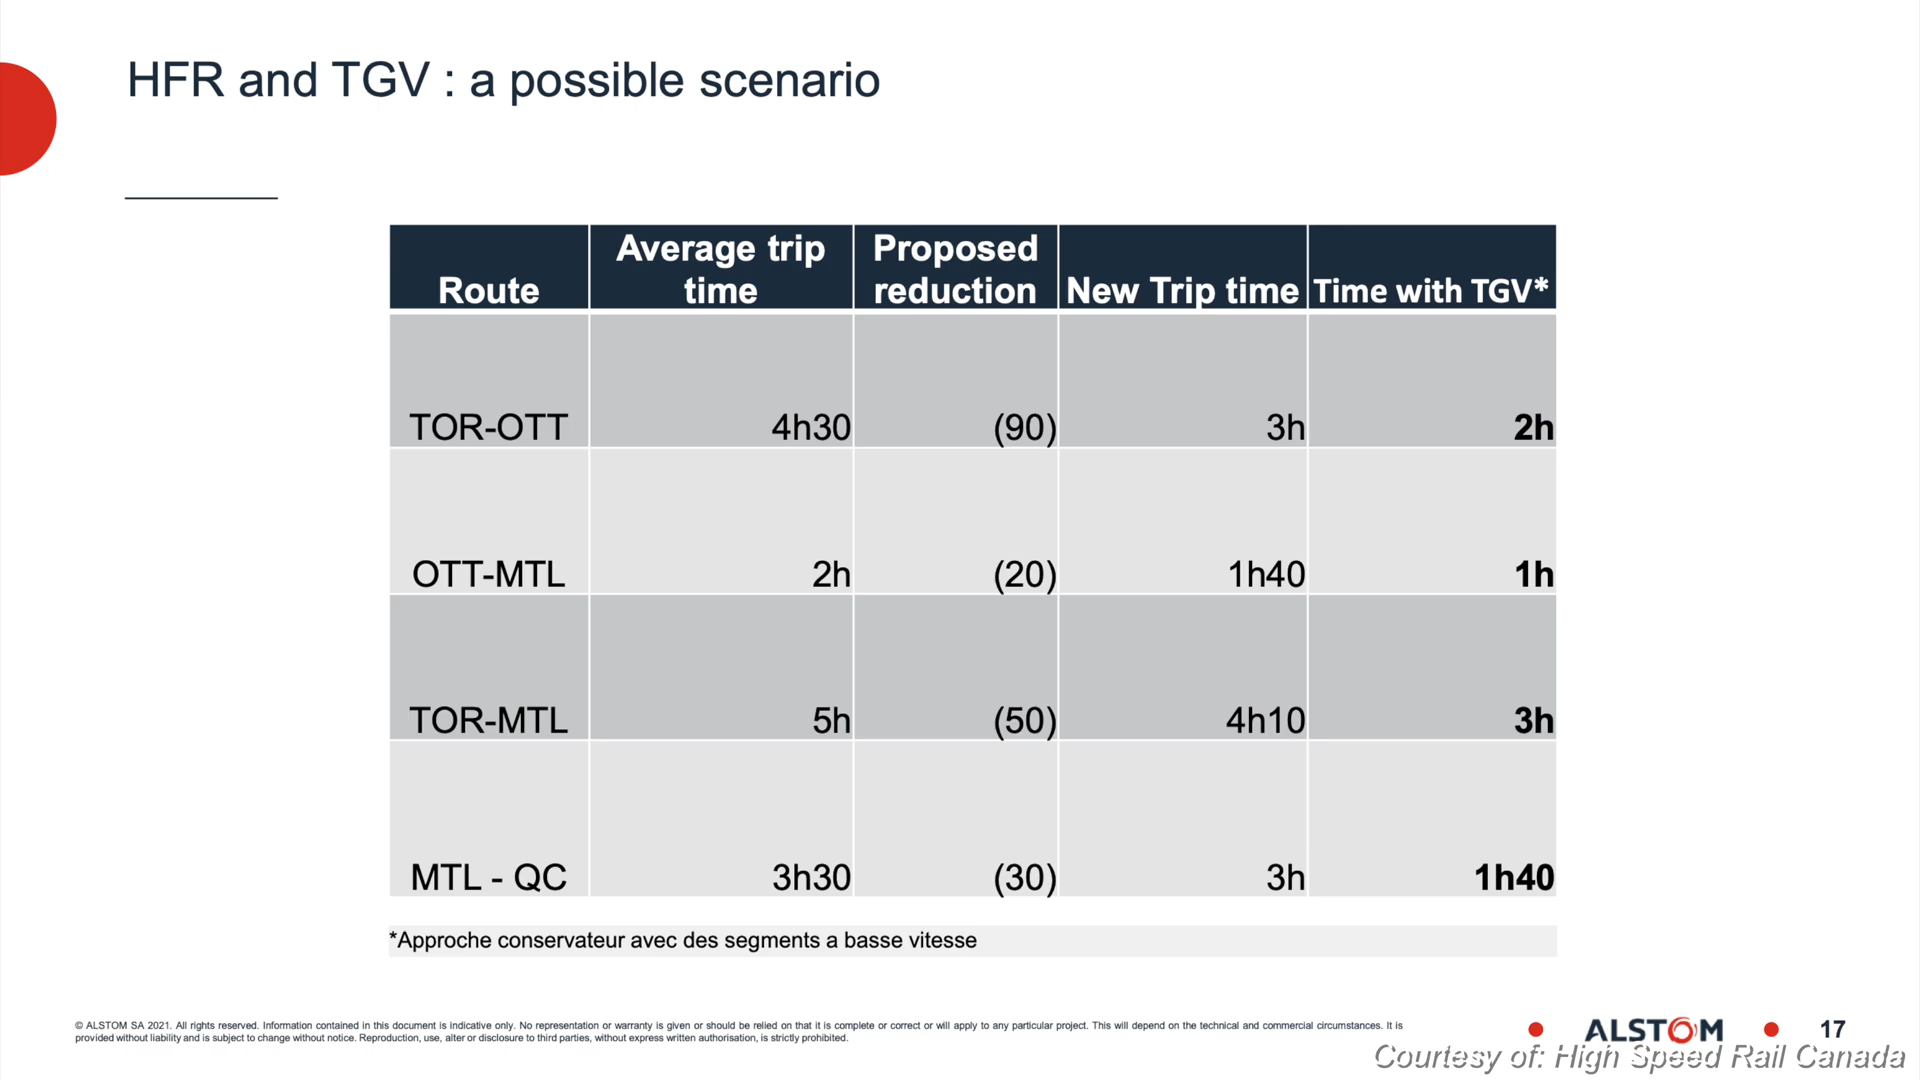 HFR and TGV : a possible scenario
Route
Average trip
time
Proposed
reduction
New Trip time
Time with TGV*
TOR-OTT 4h30 (90) 3h 2h
OTT-MTL 2h (20) 1h40 1h
TOR-MTL 5h (50) 4h10 3h
MTL - QC 3h30 (30) 3h 1h40
*Approche conservateur avec des segments a basse vitesse
© ALSTOM SA 2021. All rights reserved. Information contained in this document is indicative only. No representation or warranty is given or should be relied on that it is complete or correct or will apply to any particular project. This will depend on the technical and commercial circumstances. It is
provided without liability and is subject to change without notice. Reproduction, use, alter or disclosure to third parties, without express written authorisation, is strictly prohibited.
ALSTOM
17
Courtesy of: High Speed Rail Canada